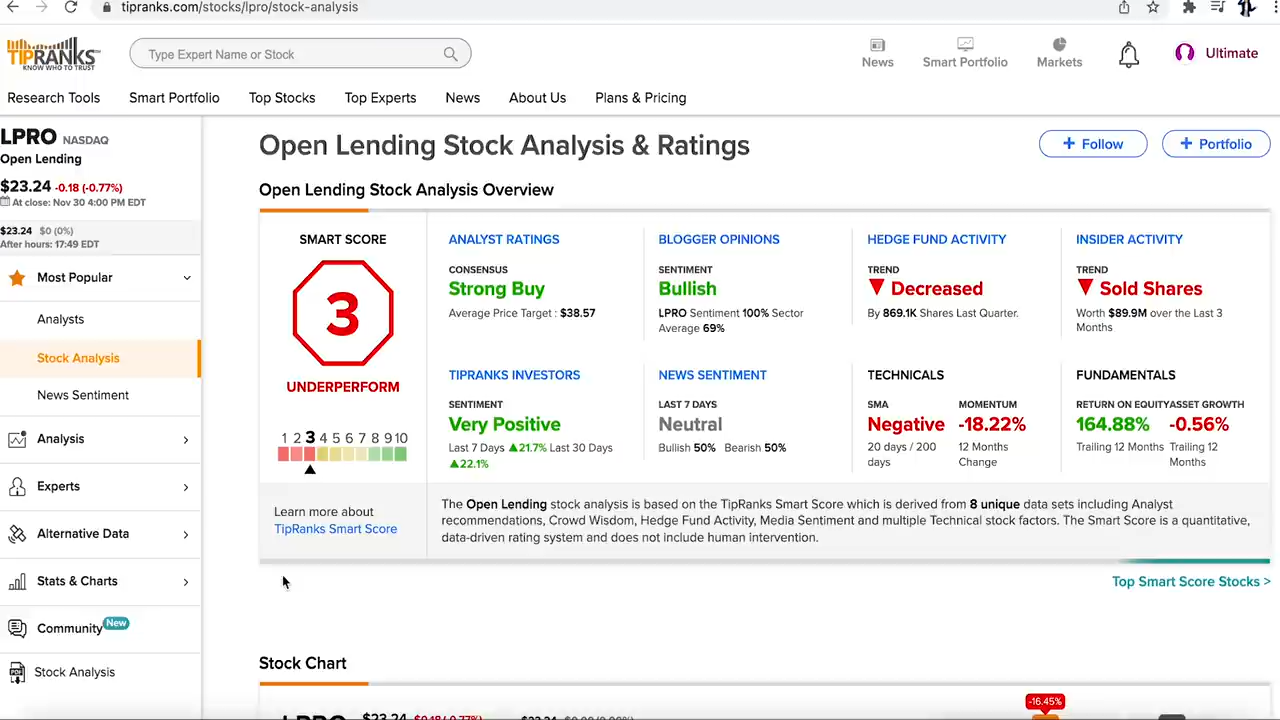 tipranks.com/stocks/lpro/stock-analysis
TIPRANKS
KNOW WHO TO TRUST
Type Expert Name or Stock
News
Smart Portfolio
Markets
Ultimate
Research Tools
Smart Portfolio
Top Stocks
Top Experts
News
About Us
Plans & Pricing
LPRO NASDAQ
Open Lending
$23.24 -0.18 (-0.77%)
At close: Nov 30 4:00 PM EDT
$23.24 $0 (0%)
After hours: 17:49 EDT
Most Popular
Analysts
Stock Analysis
News Sentiment
Analysis
Experts
Alternative Data
Stats & Charts
Community New
Stock Analysis
Open Lending Stock Analysis & Ratings
+ Follow
+ Portfolio
Open Lending Stock Analysis Overview
SMART SCORE
3
UNDERPERFORM
1 2 3 4 5 6 7 8 9 10
Learn more about
TipRanks Smart Score
ANALYST RATINGS
CONSENSUS
Strong Buy
Average Price Target : $38.57
BLOGGER OPINIONS
SENTIMENT
Bullish
LPRO Sentiment 100% Sector
Average 69%
HEDGE FUND ACTIVITY
TREND
Decreased
By 869.1K Shares Last Quarter.
INSIDER ACTIVITY
TREND
Sold Shares
Worth $89.9M over the Last 3
Months
TIPRANKS INVESTORS
SENTIMENT
Very Positive
Last 7 Days ▲21.7% Last 30 Days
▲22.1%
NEWS SENTIMENT
LAST 7 DAYS
Neutral
Bullish 50% Bearish 50%
TECHNICALS
SMA
Negative
20 days / 200
days
MOMENTUM
-18.22%
12 Months
Change
FUNDAMENTALS
RETURN ON EQUITY
164.88%
Trailing 12 Months
ASSET GROWTH
-0.56%
Trailing 12
Months
The Open Lending stock analysis is based on the TipRanks Smart Score which is derived from 8 unique data sets including Analyst
recommendations, Crowd Wisdom, Hedge Fund Activity, Media Sentiment and multiple Technical stock factors. The Smart Score is a quantitative,
data-driven rating system and does not include human intervention.
Top Smart Score Stocks >
Stock Chart
-16.45%
LPRO $23.24 -0.18 (-0.77%) $23.24 $0.00 (0.00%)